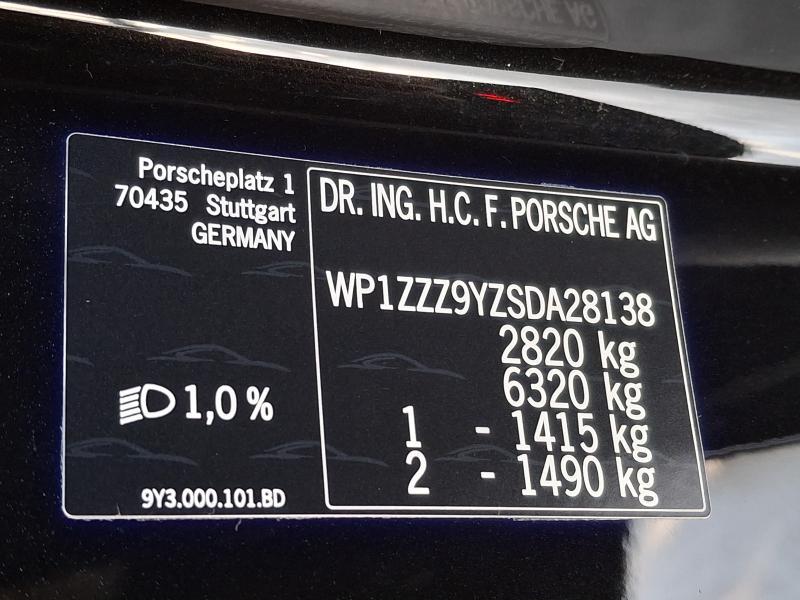 Porscheplatz 1
70435 Stuttgart
GERMANY
1,0 %
9Y3.000.101.BD
DR. ING. H.C. F. PORSCHE AG
WP1ZZZ9YZSDA28138
2820 kg
6320 kg
1 - 1415 kg
2 - 1490 kg